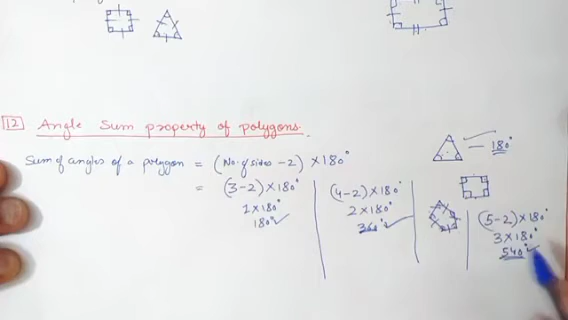 12 Angle Sum property of polygons.
Sum of angles of a polygon = (No. of sides - 2) × 180°
= (3-2) × 180°
1 × 180°
180° ✓
(4-2) × 180°
2 × 180°
360° ✓
(5-2) × 180°
3 × 180°
540° ✓
- 180°